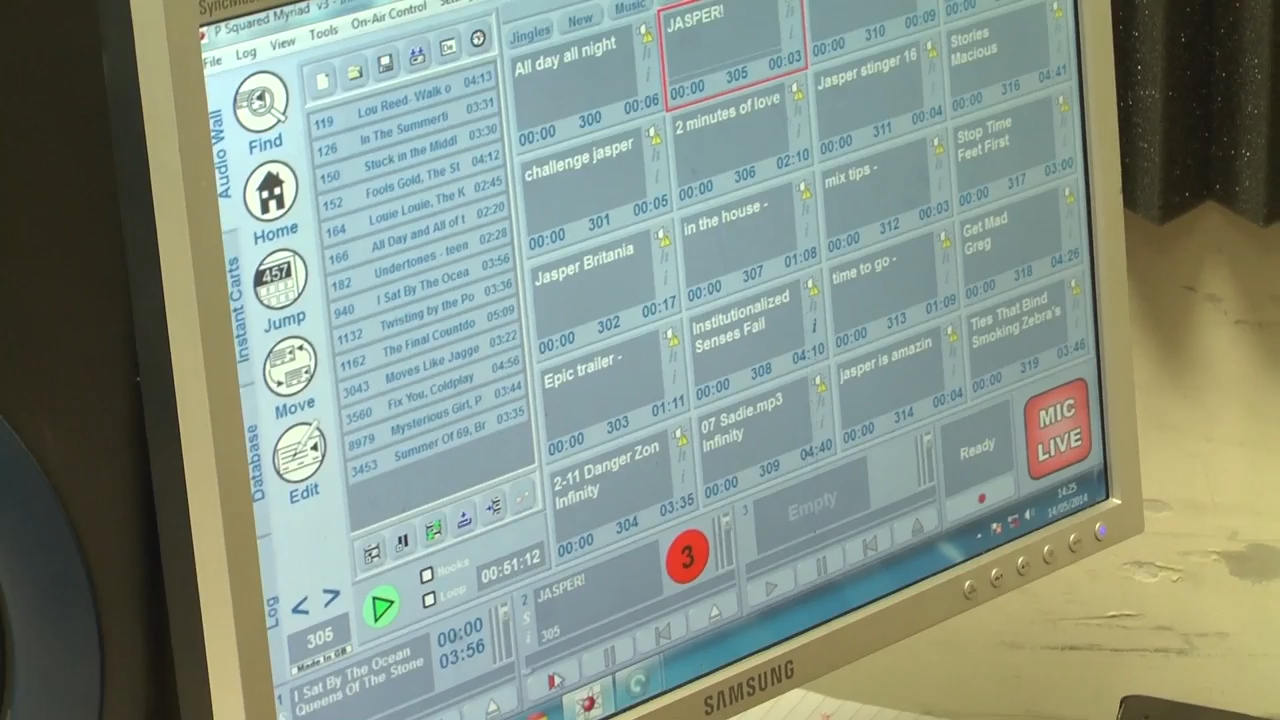 P Squared Myriad v3 -
File Log View Tools On-Air Control
Audio Wall
Instant Carts
Database
Log
Find
Home
457
Jump
Move
Edit
119 Lou Reed- Walk o 04:13
126 In The Summerti 03:31
150 Stuck in the Middl 03:30
152 Fools Gold, The St 04:12
164 Louie Louie, The K 02:45
166 All Day and All of t 02:20
182 Undertones - teen 02:28
940 I Sat By The Ocea 03:56
1132 Twisting by the Po 03:36
1162 The Final Countdo 05:09
3043 Moves Like Jagge 03:22
3560 Fix You, Coldplay 04:56
8979 Mysterious Girl, P 03:44
3453 Summer Of 69, Br 03:35
Hooks
Loop
00:51:12
305
Made In GB
Jingles New Music
All day all night
00:00 300 00:06
challenge jasper
00:00 301 00:05
Jasper Britania
00:00 302 00:17
Epic trailer -
00:00 303 01:11
2-11 Danger Zon
Infinity
00:00 304 03:35
JASPER!
00:00 305 00:03
2 minutes of love
00:00 306 02:10
in the house -
00:00 307 01:08
Institutionalized
Senses Fail
00:00 308 04:10
07 Sadie.mp3
Infinity
00:00 309 04:40
00:00 310 00:09
Jasper stinger 16
00:00 311 00:04
mix tips -
00:00 312 00:03
time to go -
00:00 313 01:09
jasper is amazin
00:00 314 00:04
00:00
Stories
Macious
00:00 316 04:41
Stop Time
Feet First
00:00 317 03:00
Get Mad
Greg
00:00 318 04:26
Ties That Bind
Smoking Zebra's
00:00 319 03:46
1
I Sat By The Ocean
Queens Of The Stone
00:00
03:56
2
S
i
JASPER!
305
3
3
Empty
Ready
MIC
LIVE
14:25
14/05/2014
SAMSUNG